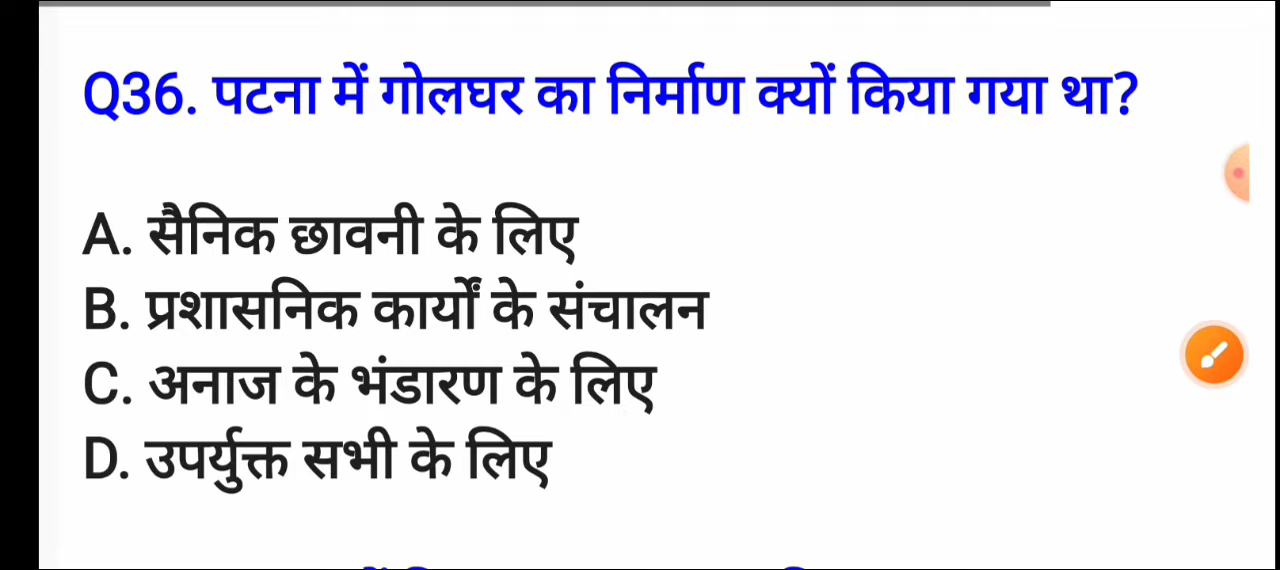 Q36. पटना में गोलघर का निर्माण क्यों किया गया था?
A. सैनिक छावनी के लिए
B. प्रशासनिक कार्यों के संचालन
C. अनाज के भंडारण के लिए
D. उपर्युक्त सभी के लिए